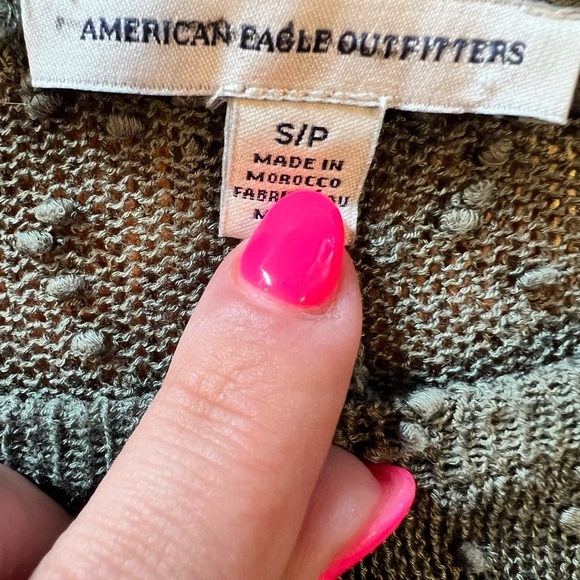 AMERICAN EAGLE OUTFITTERS
S/P
MADE IN
MOROCCO